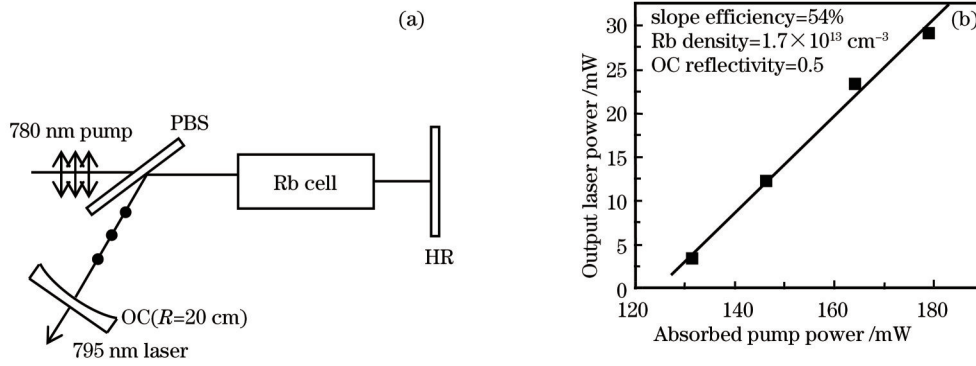 (a)
780 nm pump
PBS
Rb cell
HR
OC(R=20 cm)
795 nm laser
(b)
slope efficiency=54%
Rb density=1.7×10¹³ cm⁻³
OC reflectivity=0.5
Output laser power /mW
30
25
20
15
10
5
0
120
140
160
180
Absorbed pump power /mW